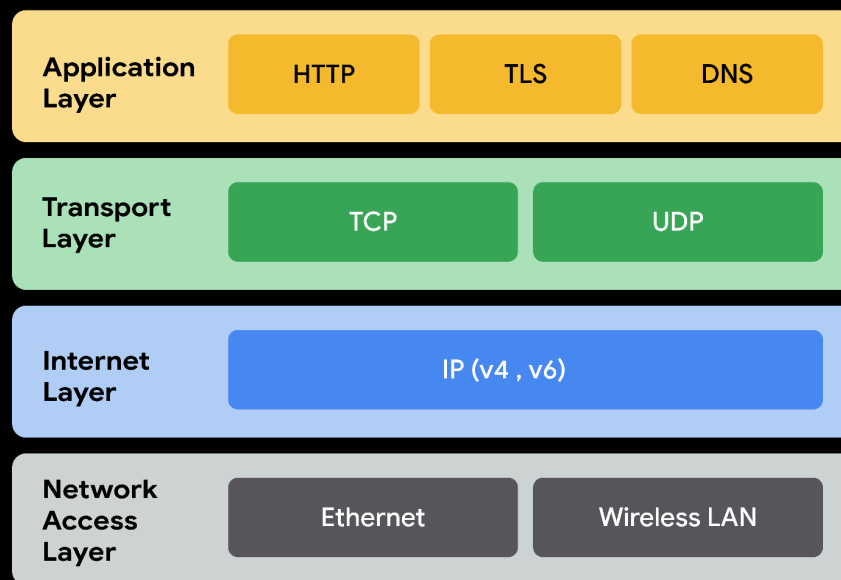 Application
Layer
HTTP
TLS
DNS
Transport
Layer
TCP
UDP
Internet
Layer
IP (v4 , v6)
Network
Access
Layer
Ethernet
Wireless LAN